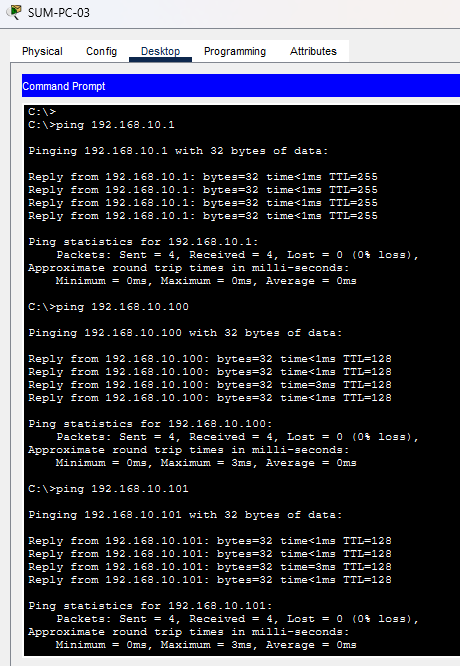 SUM-PC-03
Physical Config Desktop Programming Attributes
Command Prompt
C:\>
C:\>ping 192.168.10.1
Pinging 192.168.10.1 with 32 bytes of data:
Reply from 192.168.10.1: bytes=32 time<1ms TTL=255
Reply from 192.168.10.1: bytes=32 time<1ms TTL=255
Reply from 192.168.10.1: bytes=32 time<1ms TTL=255
Reply from 192.168.10.1: bytes=32 time<1ms TTL=255
Ping statistics for 192.168.10.1:
Packets: Sent = 4, Received = 4, Lost = 0 (0% loss),
Approximate round trip times in milli-seconds:
Minimum = 0ms, Maximum = 0ms, Average = 0ms
C:\>ping 192.168.10.100
Pinging 192.168.10.100 with 32 bytes of data:
Reply from 192.168.10.100: bytes=32 time<1ms TTL=128
Reply from 192.168.10.100: bytes=32 time<1ms TTL=128
Reply from 192.168.10.100: bytes=32 time=3ms TTL=128
Reply from 192.168.10.100: bytes=32 time<1ms TTL=128
Ping statistics for 192.168.10.100:
Packets: Sent = 4, Received = 4, Lost = 0 (0% loss),
Approximate round trip times in milli-seconds:
Minimum = 0ms, Maximum = 3ms, Average = 0ms
C:\>ping 192.168.10.101
Pinging 192.168.10.101 with 32 bytes of data:
Reply from 192.168.10.101: bytes=32 time<1ms TTL=128
Reply from 192.168.10.101: bytes=32 time<1ms TTL=128
Reply from 192.168.10.101: bytes=32 time=3ms TTL=128
Reply from 192.168.10.101: bytes=32 time<1ms TTL=128
Ping statistics for 192.168.10.101:
Packets: Sent = 4, Received = 4, Lost = 0 (0% loss),
Approximate round trip times in milli-seconds:
Minimum = 0ms, Maximum = 3ms, Average = 0ms